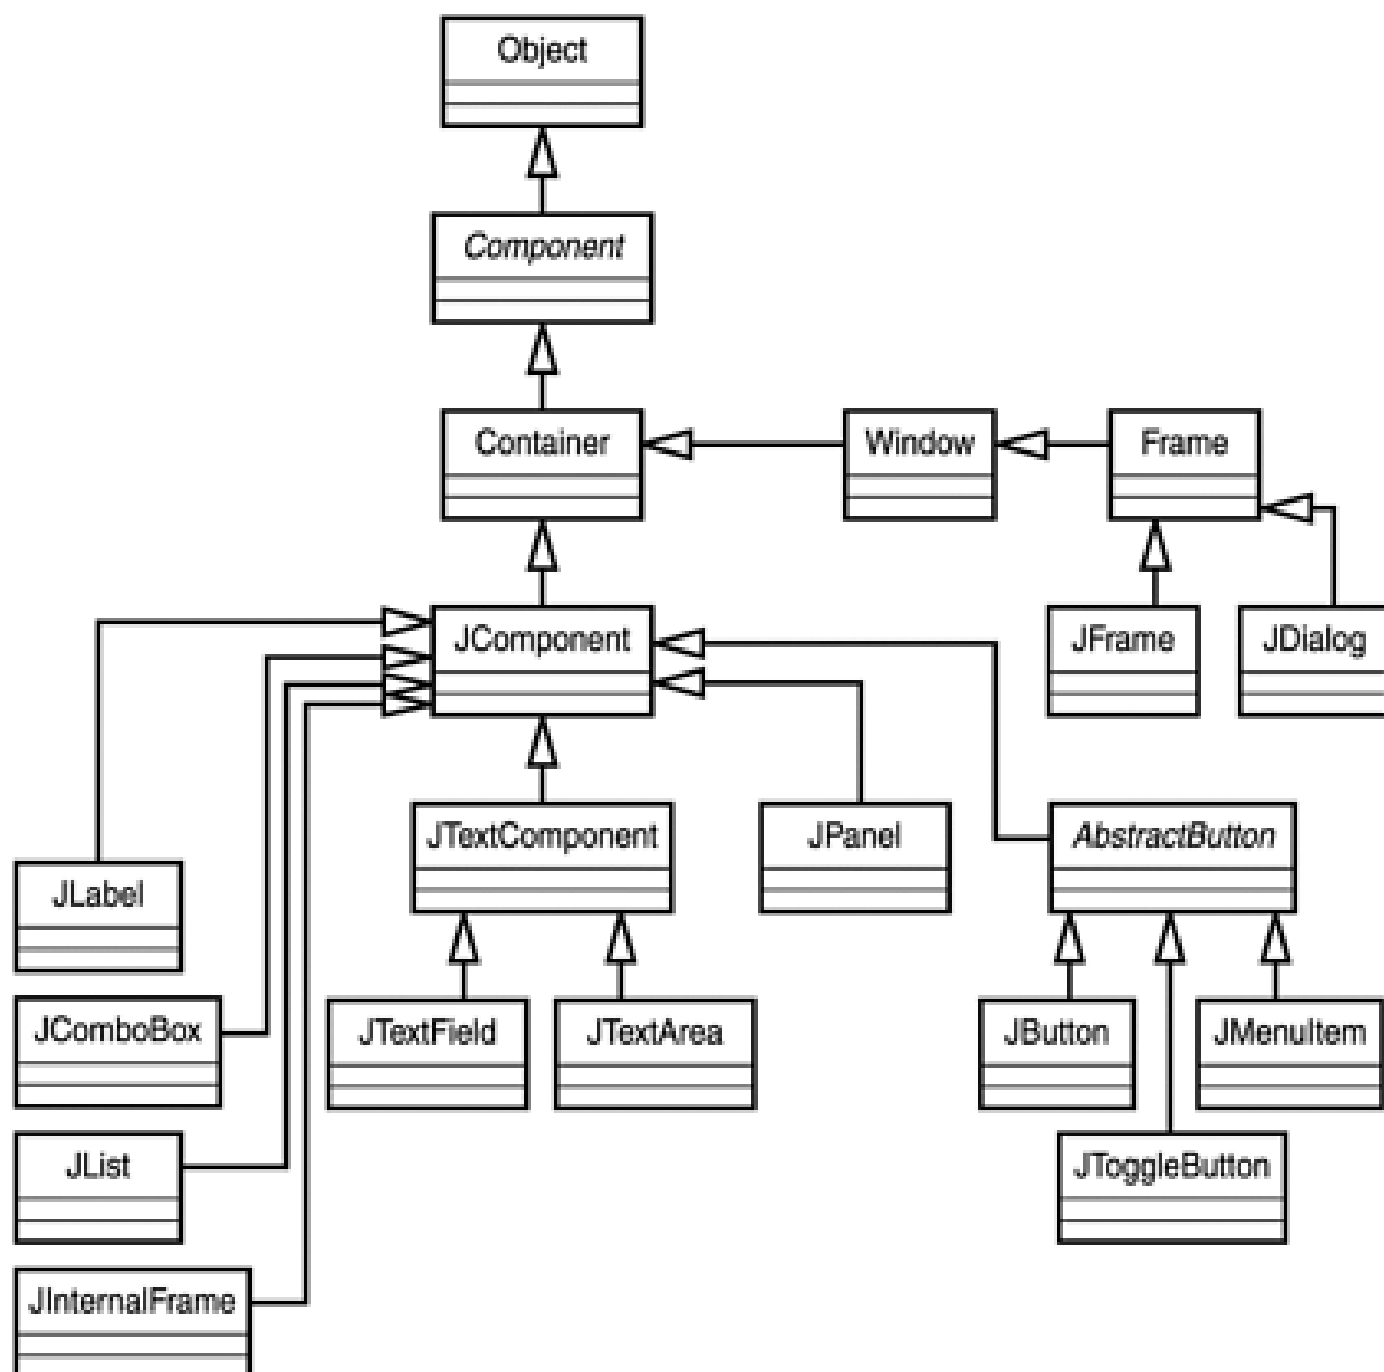 Object
Component
Container
Window
Frame
JComponent
JFrame
JDialog
JTextComponent
JPanel
AbstractButton
JLabel
JComboBox
JTextField
JTextArea
JButton
JMenuItem
JList
JToggleButton
JInternalFrame